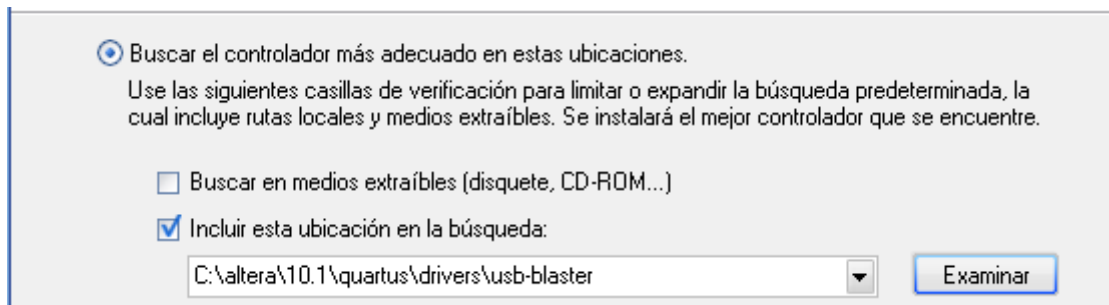 Buscar el controlador más adecuado en estas ubicaciones.
Use las siguientes casillas de verificación para limitar o expandir la búsqueda predeterminada, la
cual incluye rutas locales y medios extraíbles. Se instalará el mejor controlador que se encuentre.
Buscar en medios extraíbles (disquete, CD-ROM...)
Incluir esta ubicación en la búsqueda:
C:\altera\10.1\quartus\drivers\usb-blaster
Examinar